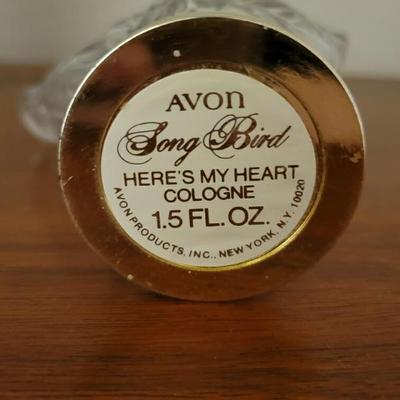 AVON
Song Bird
HERE'S MY HEART
COLOGNE
1.5 FL. OZ.
AVON PRODUCTS, INC., NEW YORK, N.Y. 10020